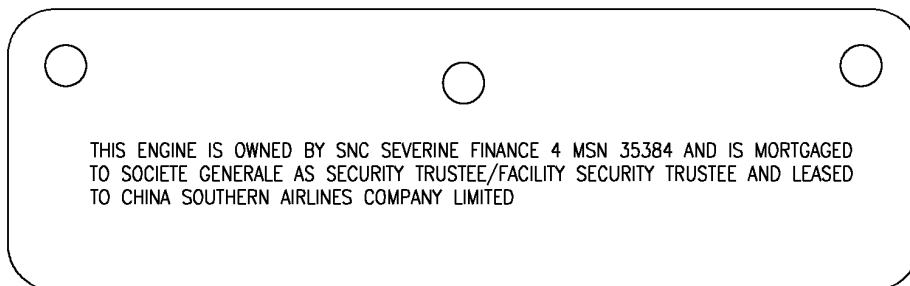 THIS ENGINE IS OWNED BY SNC SEVERINE FINANCE 4 MSN 35384 AND IS MORTGAGED
TO SOCIETE GENERALE AS SECURITY TRUSTEE/FACILITY SECURITY TRUSTEE AND LEASED
TO CHINA SOUTHERN AIRLINES COMPANY LIMITED